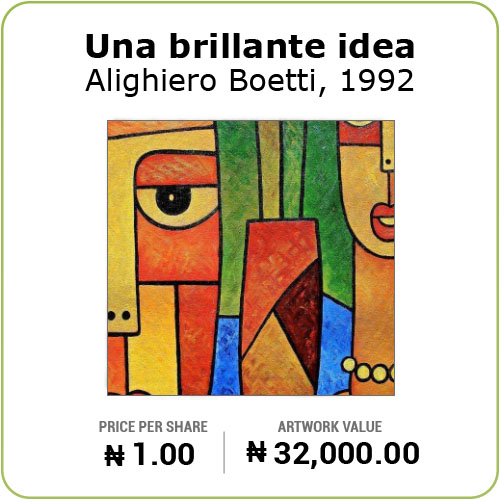 Una brillante idea
Alighiero Boetti, 1992
PRICE PER SHARE
₦ 1.00
ARTWORK VALUE
₦ 32,000.00